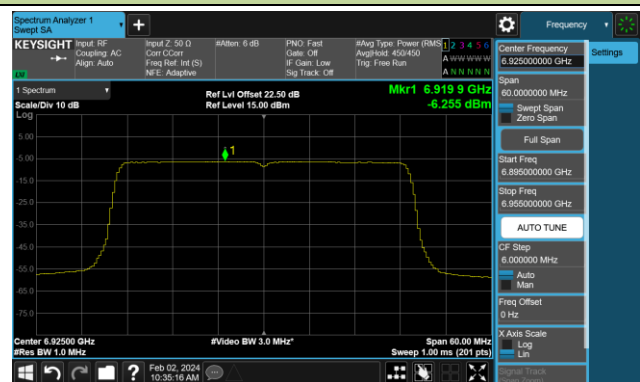 Spectrum Analyzer 1
Swept SA
+
Frequency
KEYSIGHT
Input: RF
Coupling: AC
Align: Auto
Input Z: 50 Ω
Corr CCorr
Freq Ref: Int (S)
NFE: Adaptive
#Atten: 6 dB
PNO: Fast
Gate: Off
IF Gain: Low
Sig Track: Off
#Avg Type: Power (RMS
Avg|Hold: 450/450
Trig: Free Run
1 2 3 4 5 6
A W W W W W
A N N N N N
LW
Center Frequency
6.925000000 GHz
Settings
Span
60.0000000 MHz
Swept Span
Zero Span
Full Span
Start Freq
6.895000000 GHz
Stop Freq
6.955000000 GHz
AUTO TUNE
CF Step
6.000000 MHz
Auto
Man
Freq Offset
0 Hz
X Axis Scale
Log
Lin
Signal Track
1 Spectrum
Scale/Div 10 dB
Log
Ref Lvl Offset 22.50 dB
Ref Level 15.00 dBm
Mkr1 6.919 9 GHz
-6.255 dBm
5.00
-5.00
-15.0
-25.0
-35.0
-45.0
-55.0
-65.0
-75.0
1
Center 6.92500 GHz
#Res BW 1.0 MHz
#Video BW 3.0 MHz*
Span 60.00 MHz
Sweep 1.00 ms (201 pts)
?
Feb 02, 2024
10:35:16 AM